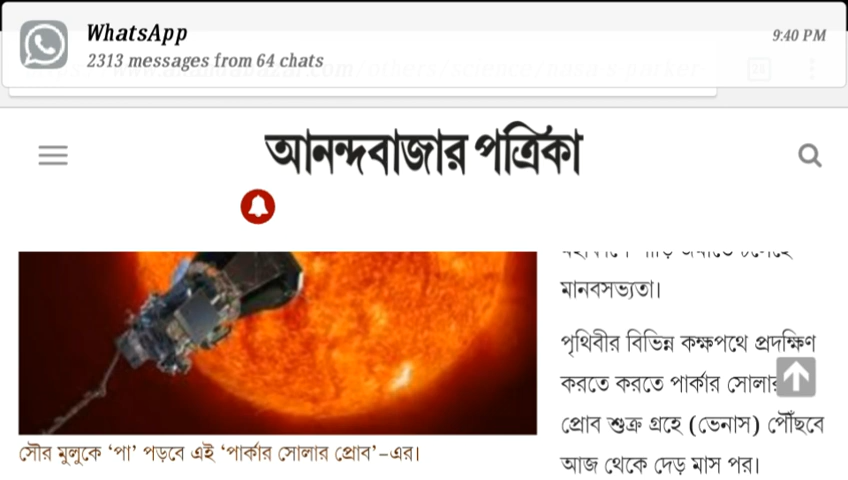 WhatsApp
9:40 PM
2313 messages from 64 chats
আনন্দবাজার পত্রিকা
মানবসভ্যতা।
পৃথিবীর বিভিন্ন কক্ষপথে প্রদক্ষিণ
করতে করতে পার্কার সোলার
প্রোব শুক্র গ্রহে (ভেনাস) পৌঁছবে
আজ থেকে দেড় মাস পর।
সৌর মুলুকে ‘পা’ পড়বে এই ‘পার্কার সোলার প্রোব’-এর।